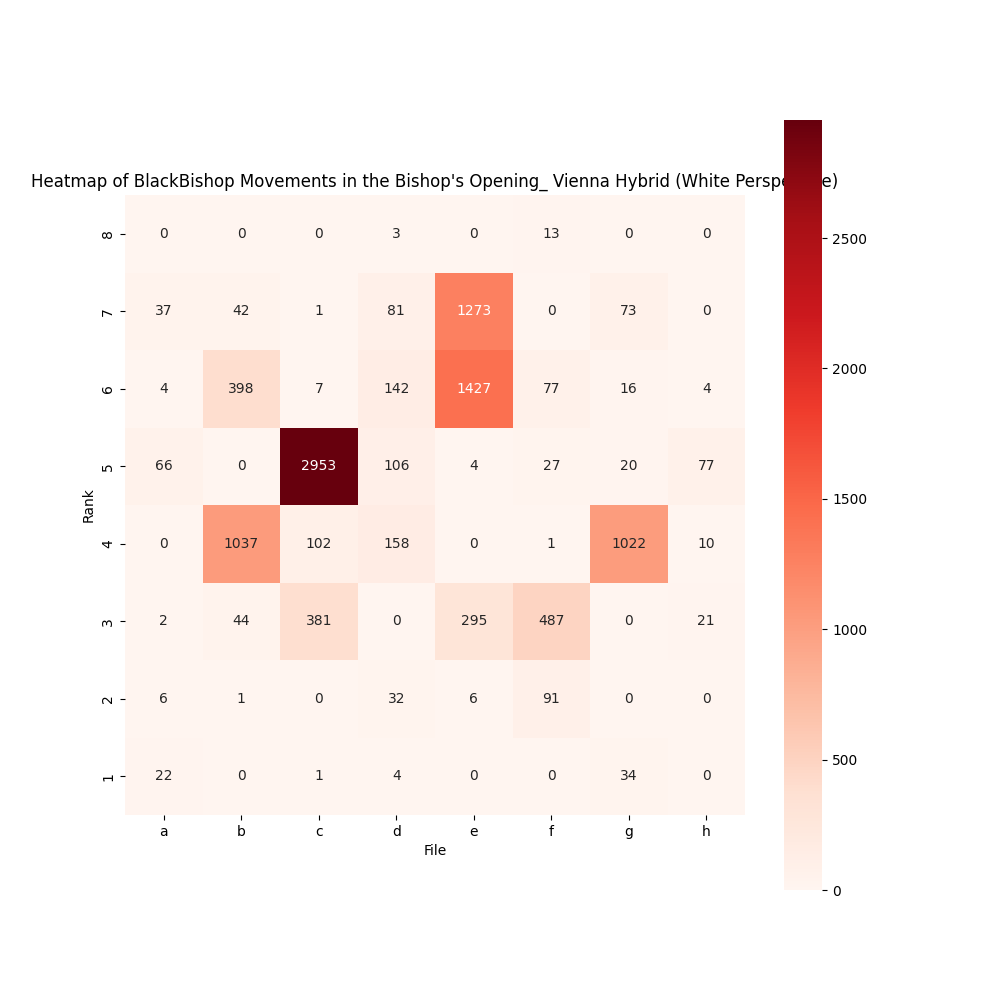 Heatmap of BlackBishop Movements in the Bishop's Opening_ Vienna Hybrid (White Perspective)
8 0 0 0 3 0 13 0 0
7 37 42 1 81 1273 0 73 0
6 4 398 7 142 1427 77 16 4
5 66 0 2953 106 4 27 20 77
4 0 1037 102 158 0 1 1022 10
3 2 44 381 0 295 487 0 21
2 6 1 0 32 6 91 0 0
1 22 0 1 4 0 0 34 0
a b c d e f g h
File
Rank
2500
2000
1500
1000
500
0